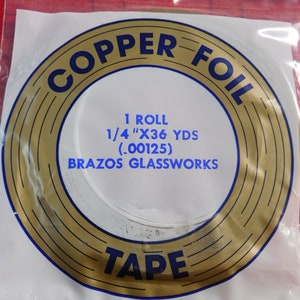 COPPER FOIL
1 ROLL
1/4"X36 YDS
(.00125)
BRAZOS GLASSWORKS
TAPE